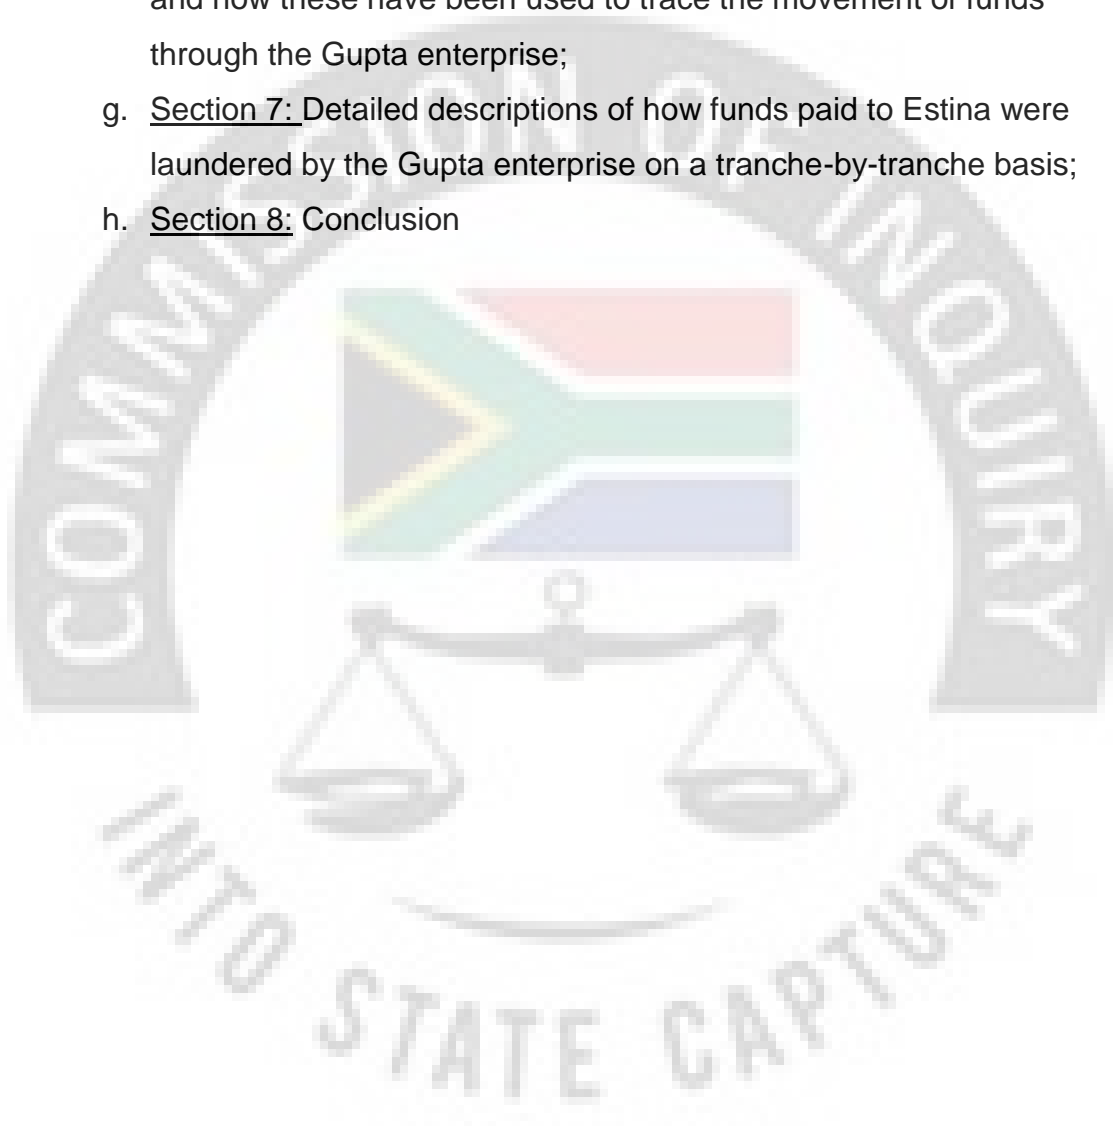 and how these have been used to trace the movement of funds
through the Gupta enterprise;
g. Section 7: Detailed descriptions of how funds paid to Estina were
laundered by the Gupta enterprise on a tranche-by-tranche basis;
h. Section 8: Conclusion
COMMISSION OF INQUIRY
INTO STATE CAPTURE